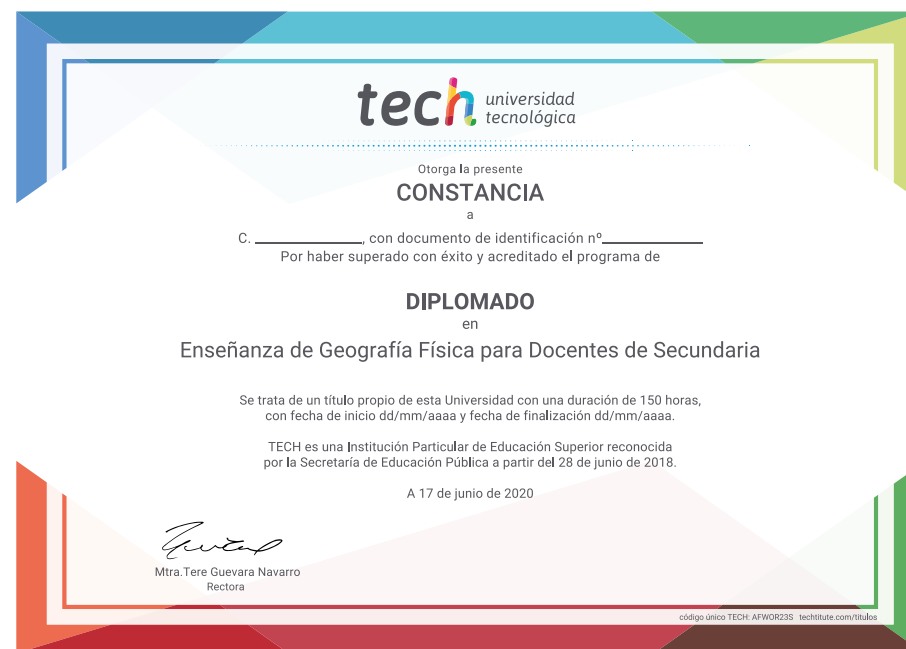 tech universidad
tecnológica
Otorga la presente
CONSTANCIA
a
C. ______________, con documento de identificación nº_____________
Por haber superado con éxito y acreditado el programa de
DIPLOMADO
en
Enseñanza de Geografía Física para Docentes de Secundaria
Se trata de un título propio de esta Universidad con una duración de 150 horas,
con fecha de inicio dd/mm/aaaa y fecha de finalización dd/mm/aaaa.
TECH es una Institución Particular de Educación Superior reconocida
por la Secretaría de Educación Pública a partir del 28 de junio de 2018.
A 17 de junio de 2020
Mtra.Tere Guevara Navarro
Rectora
código único TECH: AFWOR23S techtitute.com/titulos